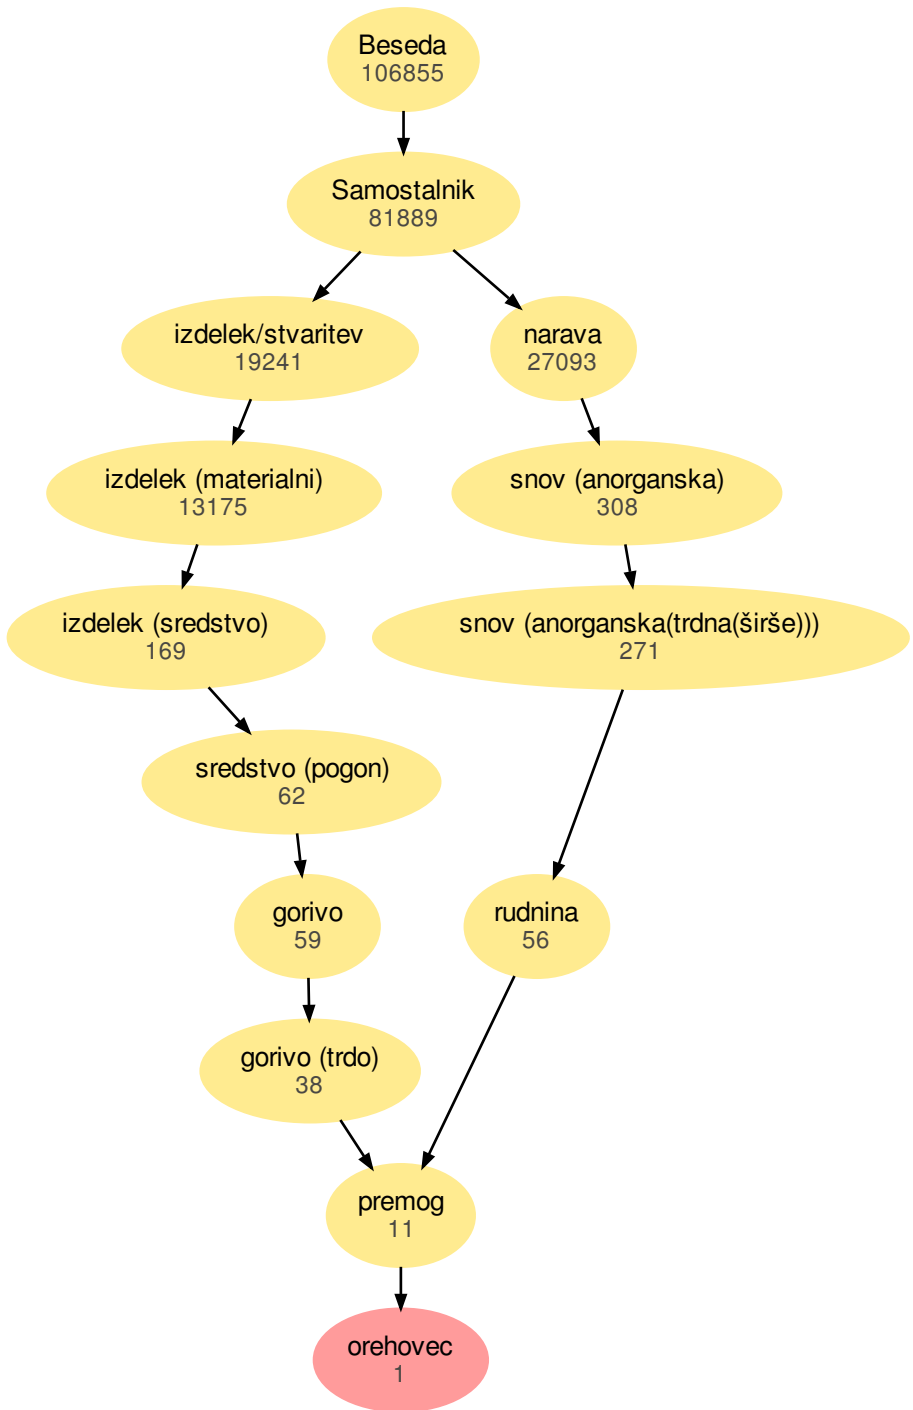 Beseda
106855
Samostalnik
81889
izdelek/stvaritev
19241
narava
27093
izdelek (materialni)
13175
snov (anorganska)
308
izdelek (sredstvo)
169
snov (anorganska(trdna(širše)))
271
sredstvo (pogon)
62
gorivo
59
rudnina
56
gorivo (trdo)
38
premog
11
orehovec
1